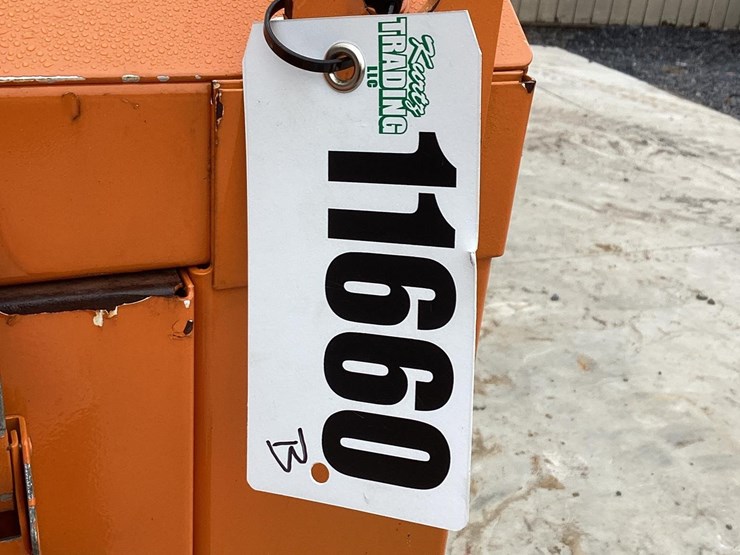 Kurtz
TRADING
LLC
11660
B